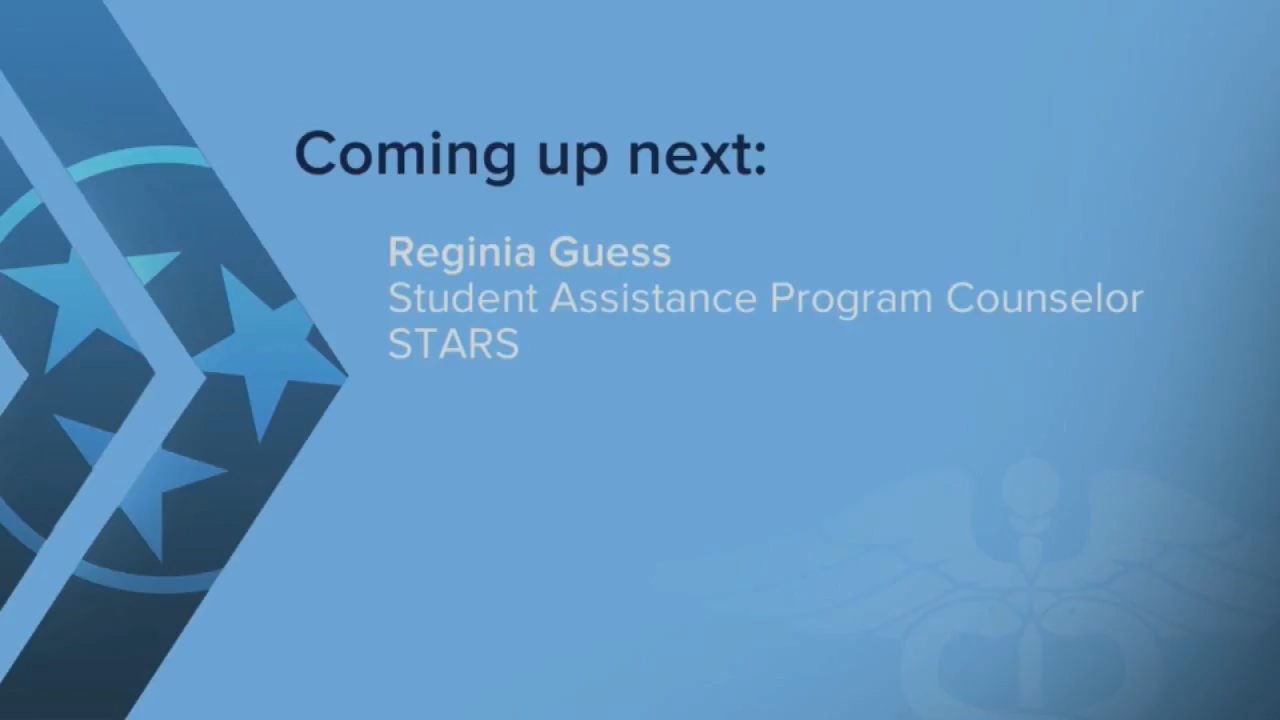 Coming up next:
Reginia Guess
Student Assistance Program Counselor
STARS